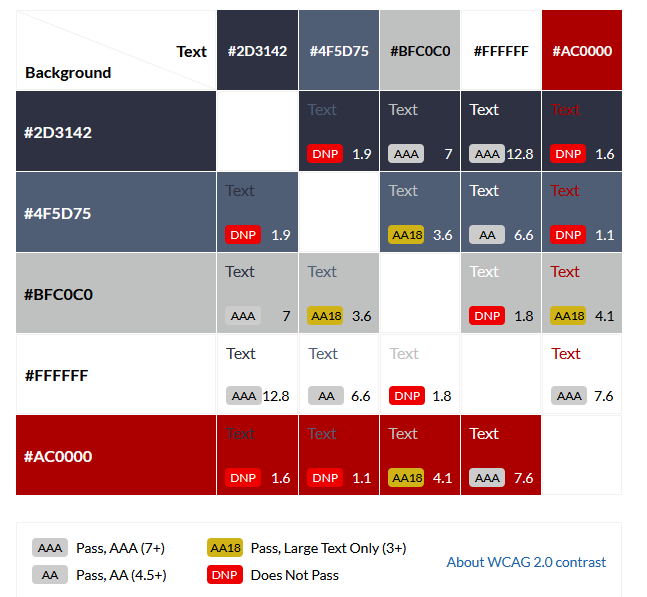 Text
Background
#2D3142 #4F5D75 #BFC0C0 #FFFFFF #AC0000
#2D3142
Text Text Text Text
DNP 1.9 AAA 7 AAA 12.8 DNP 1.6
#4F5D75
Text Text Text Text
DNP 1.9 AA18 3.6 AA 6.6 DNP 1.1
#BFC0C0
Text Text Text Text
AAA 7 AA18 3.6 DNP 1.8 AA18 4.1
#FFFFFF
Text Text Text Text
AAA 12.8 AA 6.6 DNP 1.8 AAA 7.6
#AC0000
Text Text Text Text
DNP 1.6 DNP 1.1 AA18 4.1 AAA 7.6
AAA Pass, AAA (7+) AA18 Pass, Large Text Only (3+)
About WCAG 2.0 contrast
AA Pass, AA (4.5+) DNP Does Not Pass